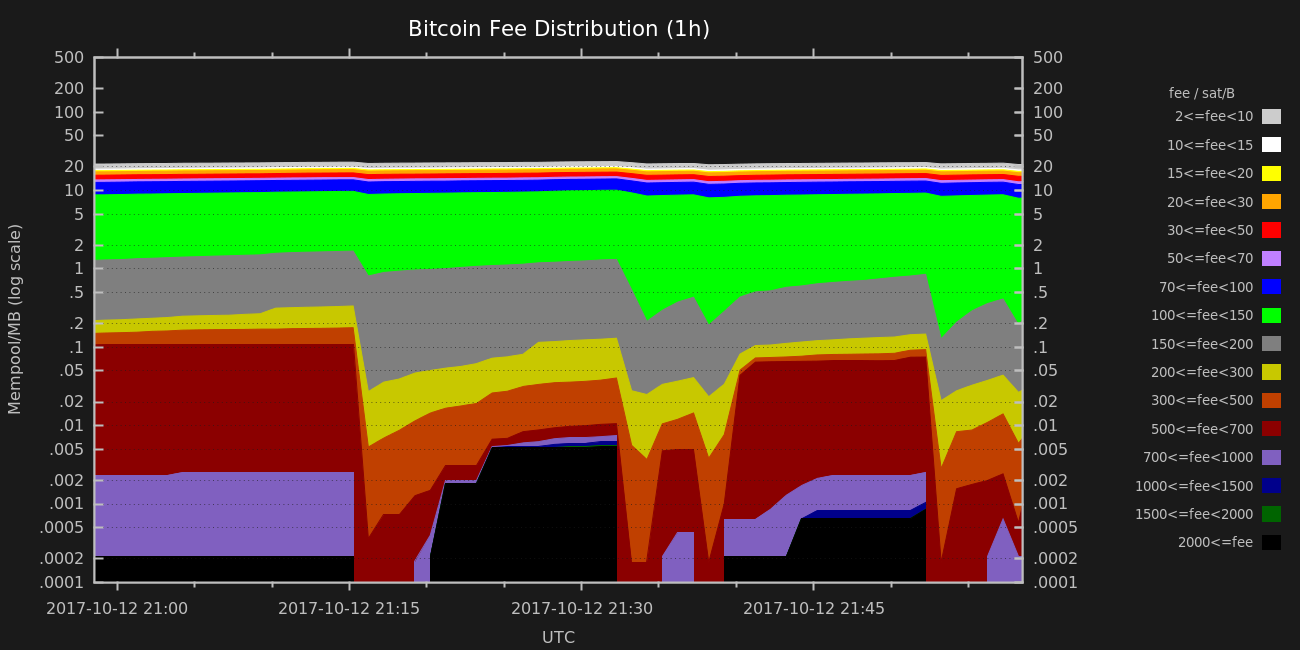 Bitcoin Fee Distribution (1h)
500
200
100
50
20
10
5
2
1
.5
.2
.1
.05
.02
.01
.005
.002
.001
.0005
.0002
.0001
Mempool/MB (log scale)
500
200
100
50
20
10
5
2
1
.5
.2
.1
.05
.02
.01
.005
.002
.001
.0005
.0002
.0001
2017-10-12 21:00 2017-10-12 21:15 2017-10-12 21:30 2017-10-12 21:45
UTC
fee / sat/B
2<=fee<10
10<=fee<15
15<=fee<20
20<=fee<30
30<=fee<50
50<=fee<70
70<=fee<100
100<=fee<150
150<=fee<200
200<=fee<300
300<=fee<500
500<=fee<700
700<=fee<1000
1000<=fee<1500
1500<=fee<2000
2000<=fee